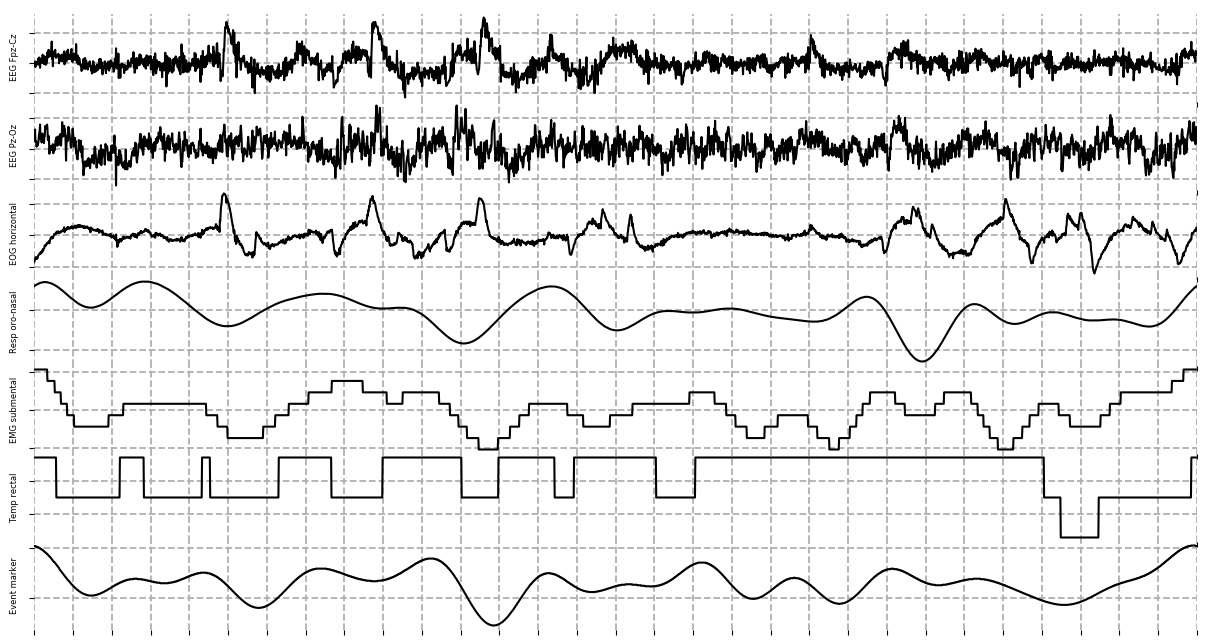 EEG Fpz-Cz
EEG Pz-Oz
EOG horizontal
Resp oro-nasal
EMG submental
Temp rectal
Event marker